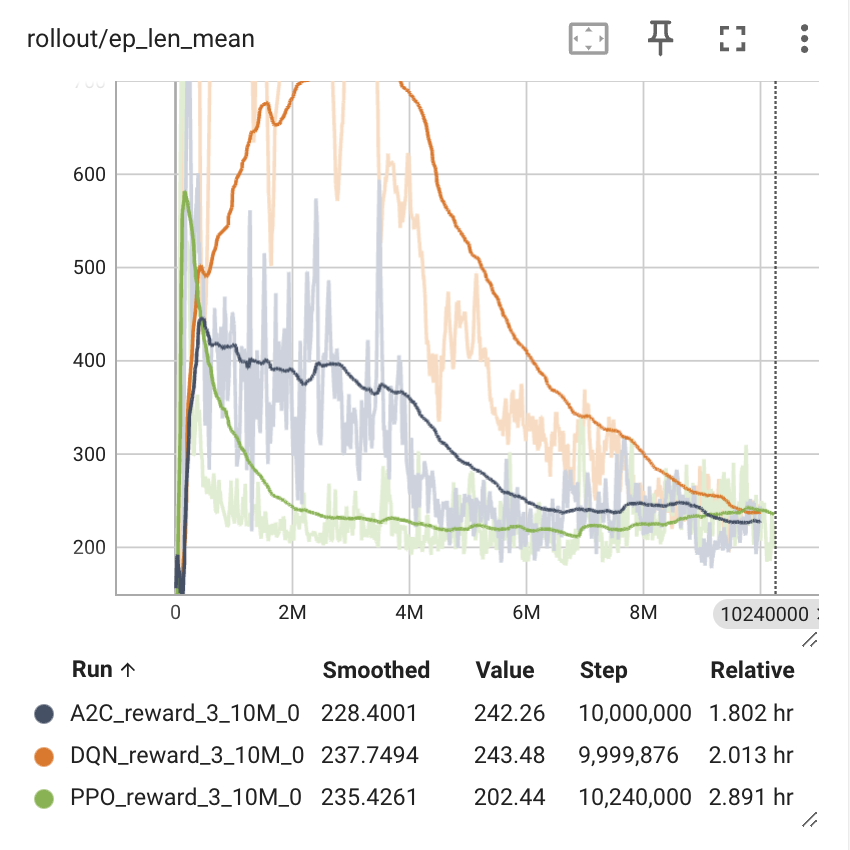 rollout/ep_len_mean
700
600
500
400
300
200
0 2M 4M 6M 8M 10240000
Run ↑ Smoothed Value Step Relative
A2C_reward_3_10M_0 228.4001 242.26 10,000,000 1.802 hr
DQN_reward_3_10M_0 237.7494 243.48 9,999,876 2.013 hr
PPO_reward_3_10M_0 235.4261 202.44 10,240,000 2.891 hr